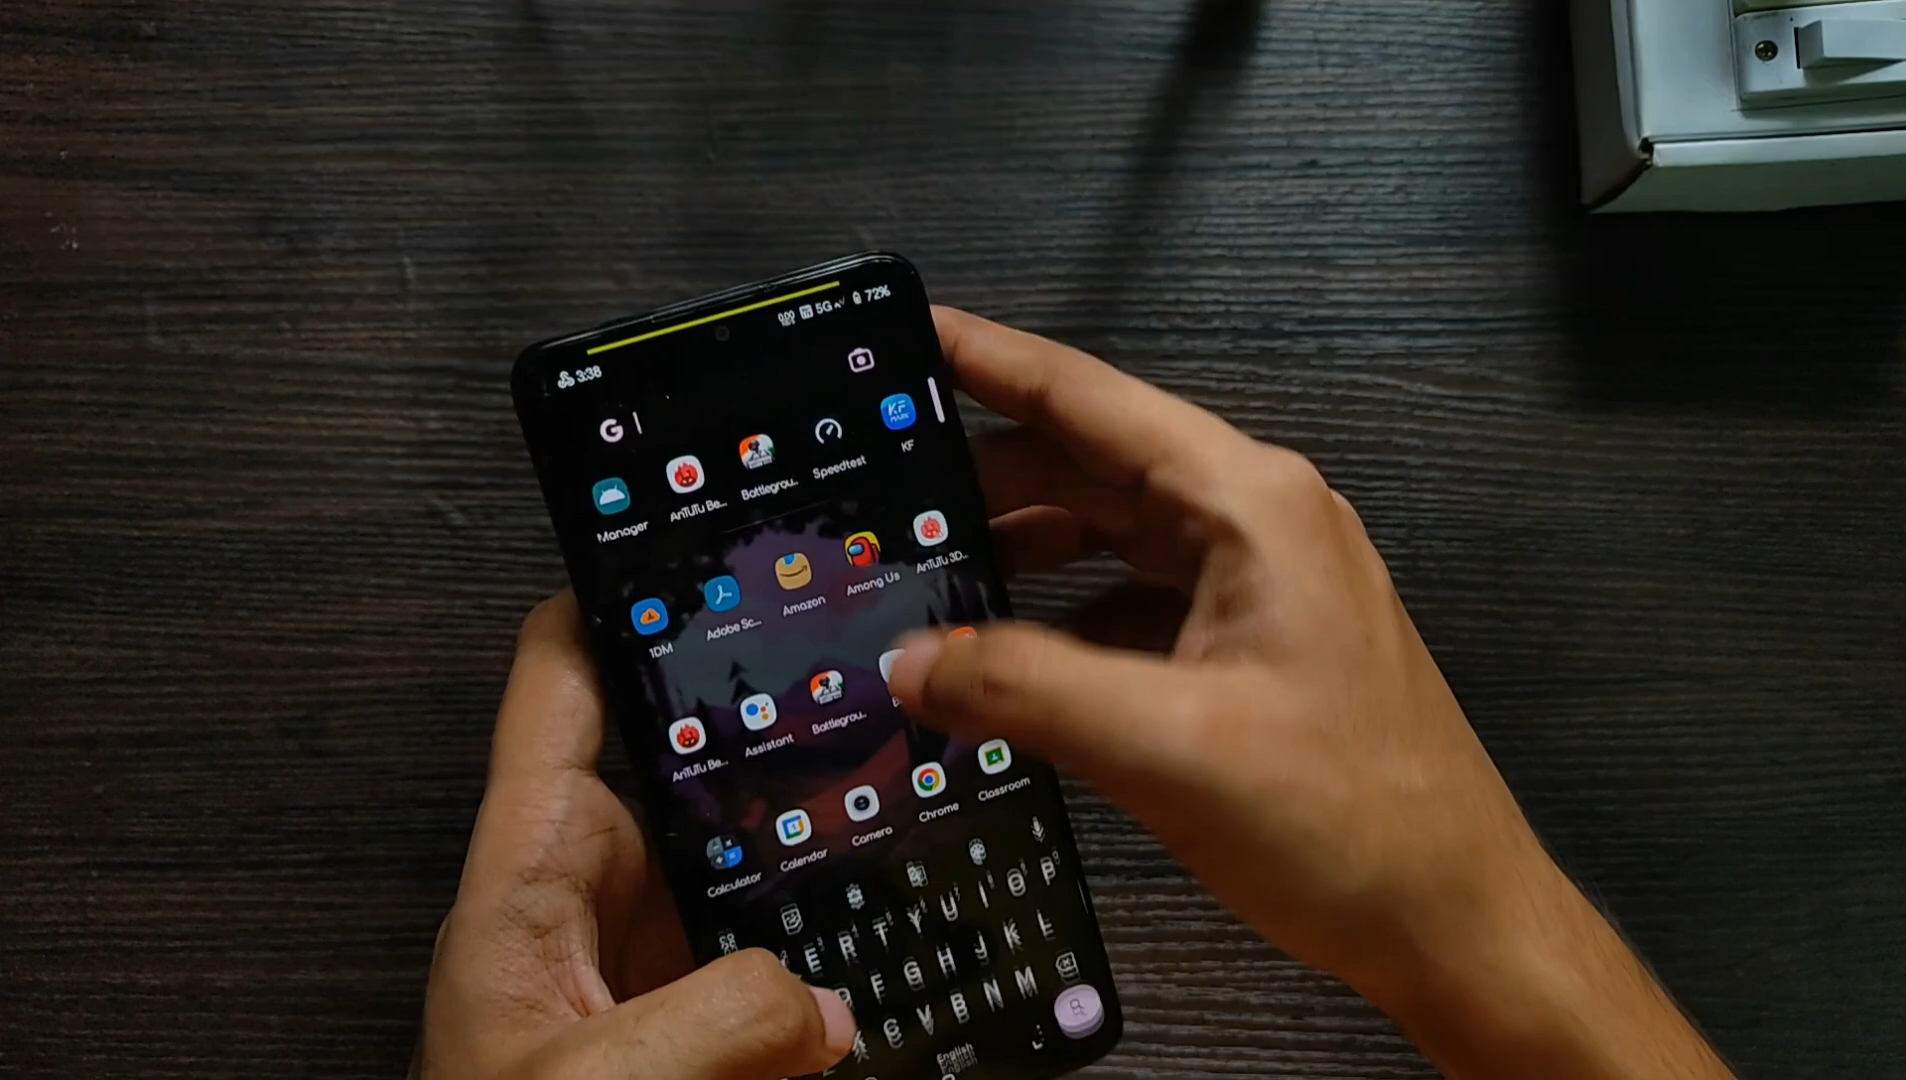 3:38 5G 72%
G
Manager AnTuTu Be... Battlegrou... Speedtest KF
1DM Adobe Sc... Amazon Among Us AnTuTu 3D...
AnTuTu Be... Assistant Battlegrou...
Calculator Calendar Camera Chrome Classroom
E R T Y U I O P
F G H J K L
V B N M
English